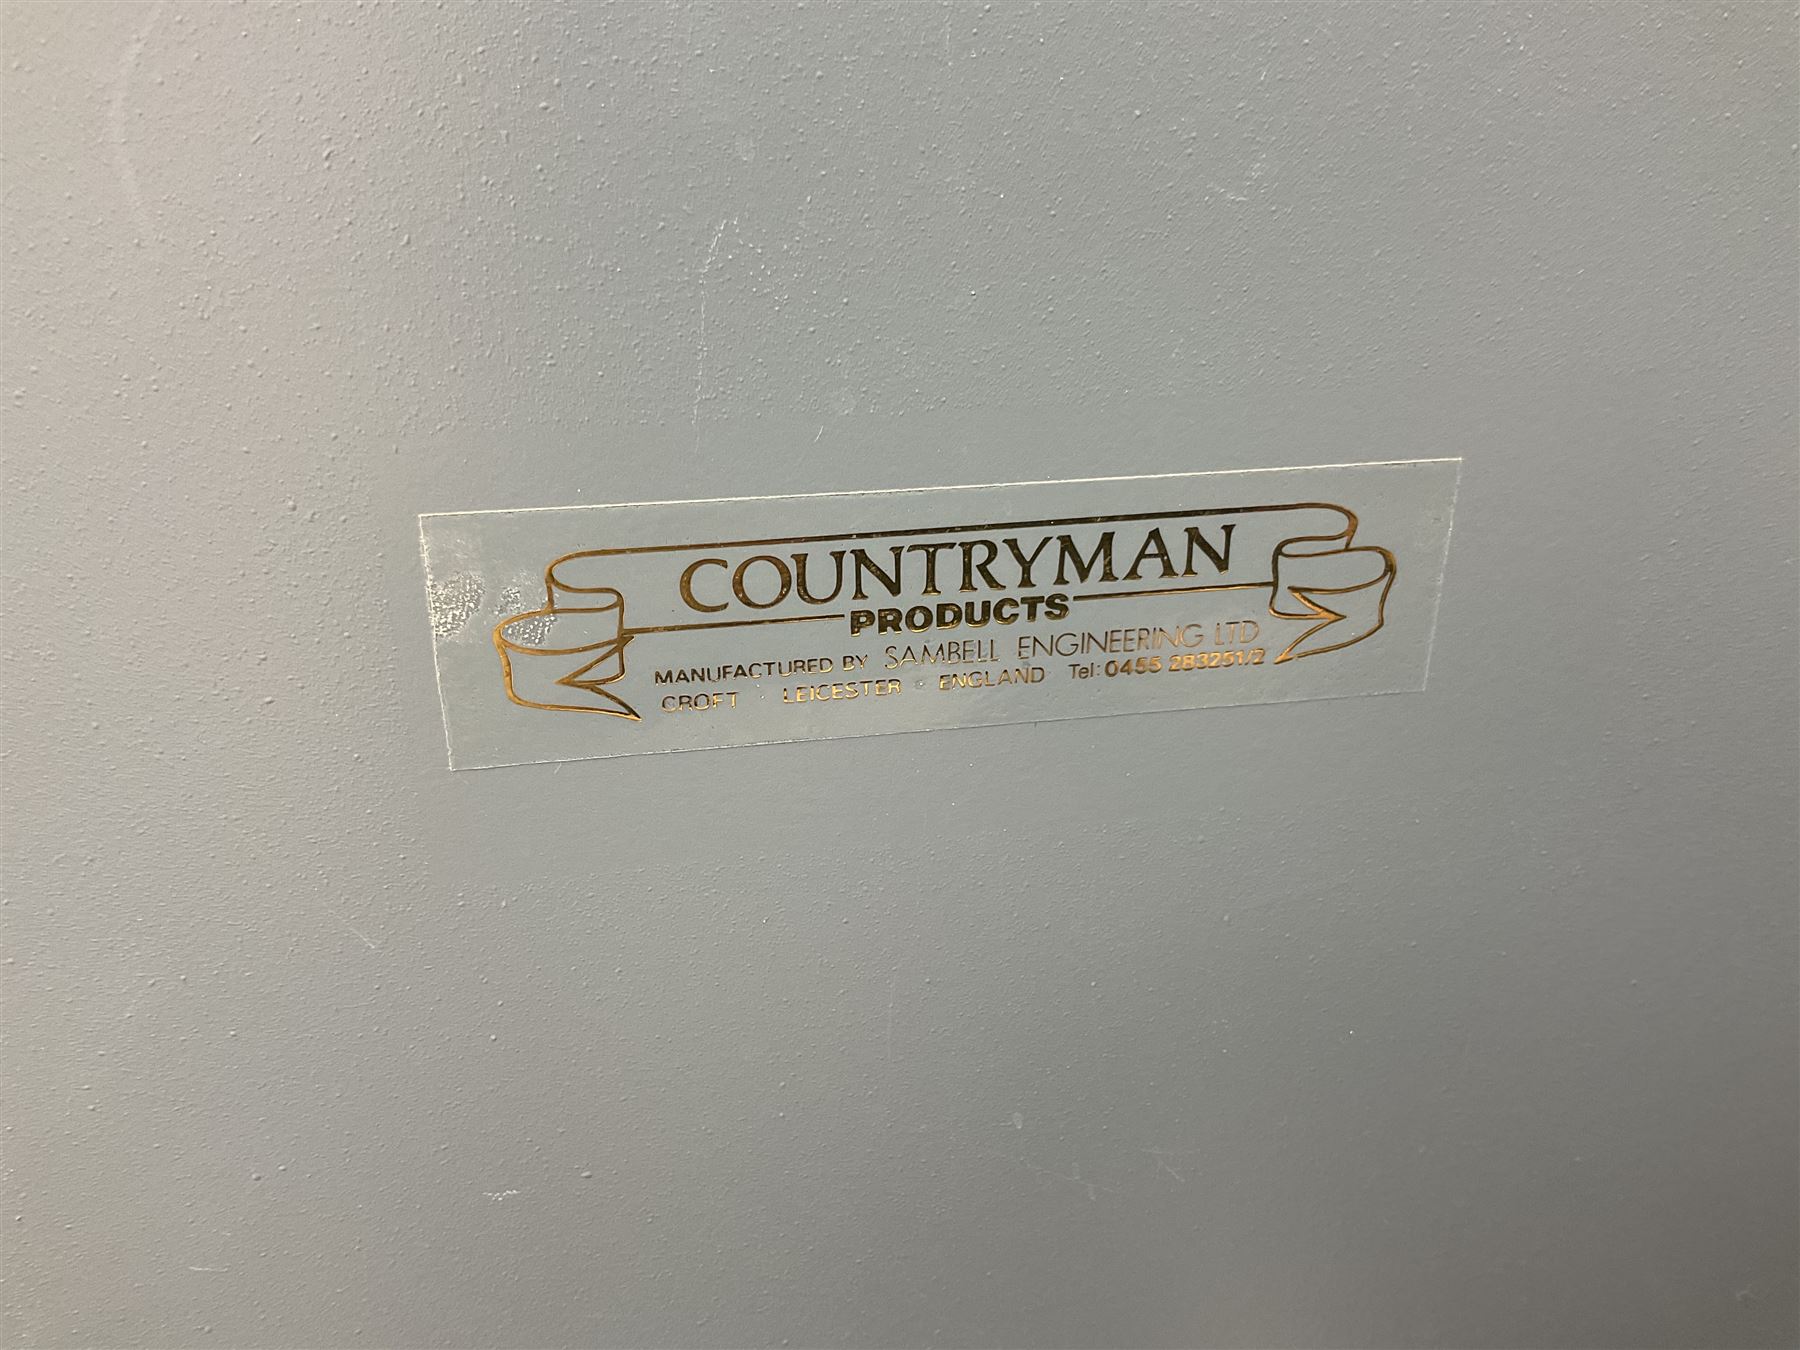 COUNTRYMAN
PRODUCTS
MANUFACTURED BY SAMBELL ENGINEERING LTD
CROFT · LEICESTER · ENGLAND Tel: 0455 283251/2